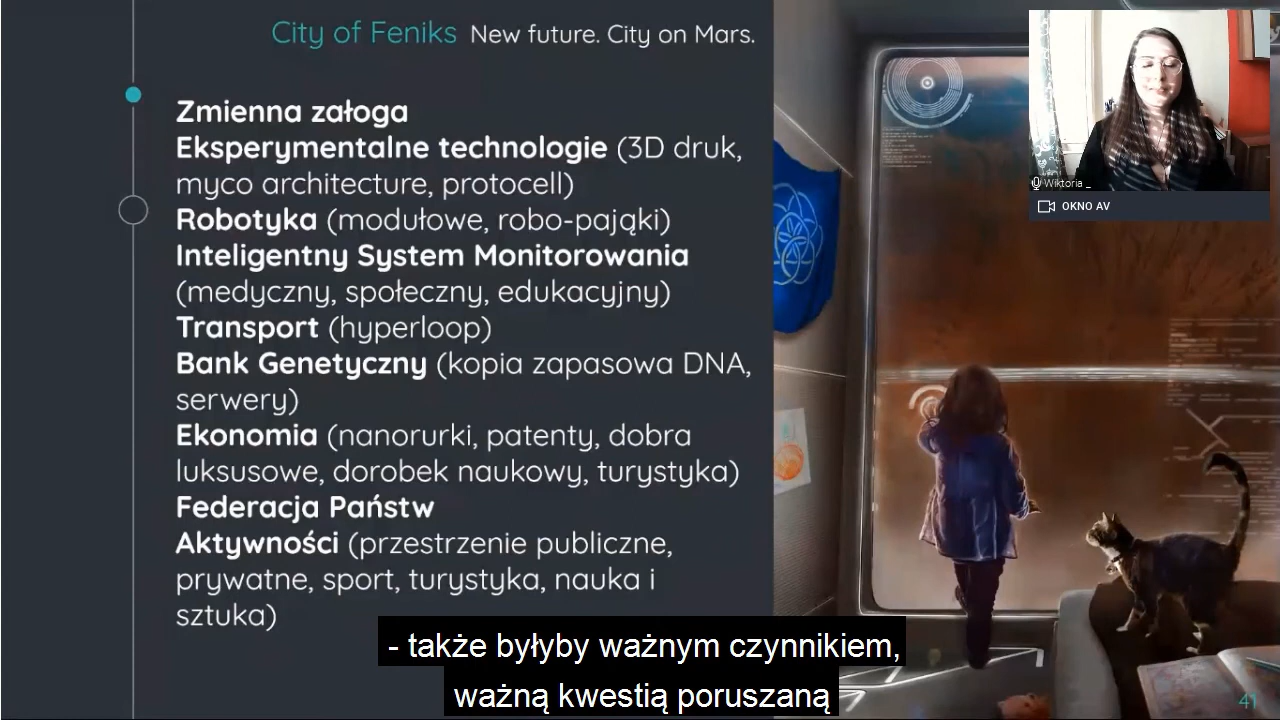 City of Feniks New future. City on Mars.
Zmienna załoga
Eksperymentalne technologie (3D druk,
myco architecture, protocell)
Robotyka (modułowe, robo-pająki)
Inteligentny System Monitorowania
(medyczny, społeczny, edukacyjny)
Transport (hyperloop)
Bank Genetyczny (kopia zapasowa DNA,
serwery)
Ekonomia (nanorurki, patenty, dobra
luksusowe, dorobek naukowy, turystyka)
Federacja Państw
Aktywności (przestrzenie publiczne,
prywatne, sport, turystyka, nauka i
sztuka)
Wiktoria _
OKNO AV
- także byłyby ważnym czynnikiem,
ważną kwestią poruszaną
41